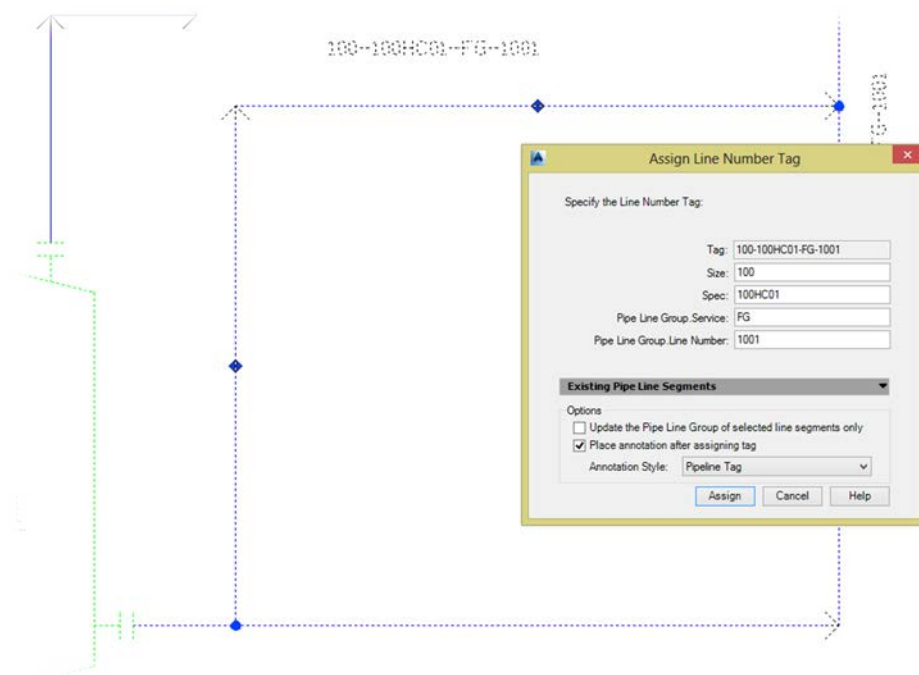 100-100HC01-FG-1001
FG-1001
Assign Line Number Tag
Specify the Line Number Tag:
Tag: 100-100HC01-FG-1001
Size: 100
Spec: 100HC01
Pipe Line Group.Service: FG
Pipe Line Group.Line Number: 1001
Existing Pipe Line Segments
Options
Update the Pipe Line Group of selected line segments only
Place annotation after assigning tag
Annotation Style: Pipeline Tag
Assign Cancel Help